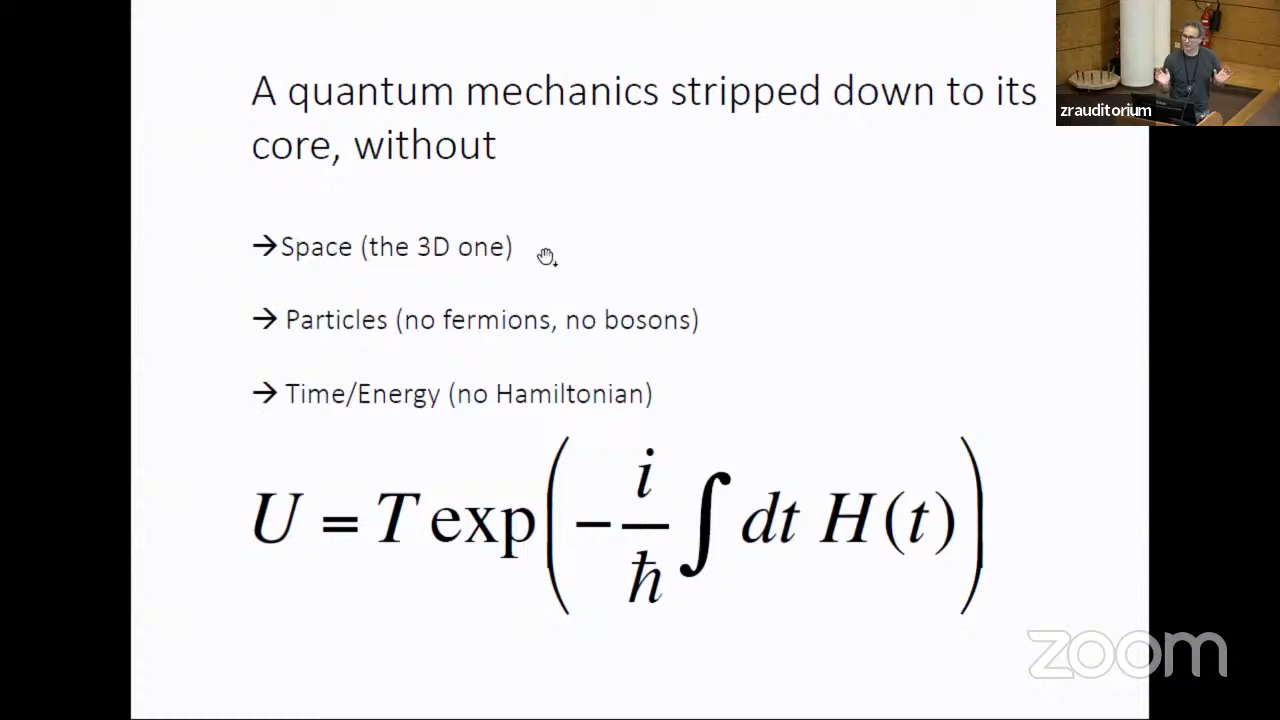 A quantum mechanics stripped down to its
core, without
→Space (the 3D one)
→ Particles (no fermions, no bosons)
→ Time/Energy (no Hamiltonian)
U = T exp(−i/ħ ∫ dt H(t))
zrauditorium
zoom